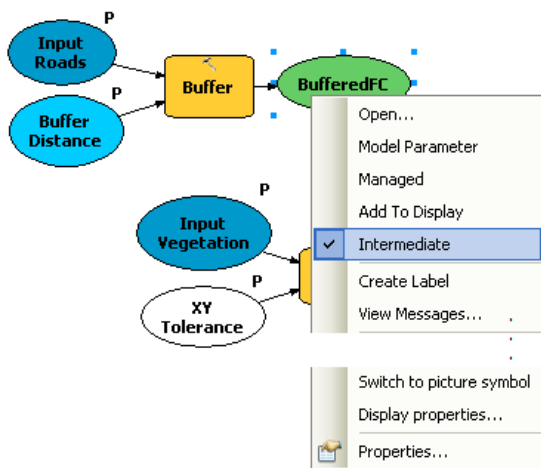 P
Input
Roads
Buffer
BufferedFC
P
Buffer
Distance
Open...
Model Parameter
Managed
Add To Display
Intermediate
Create Label
View Messages...
Switch to picture symbol
Display properties...
Properties...
P
Input
Vegetation
P
XY
Tolerance